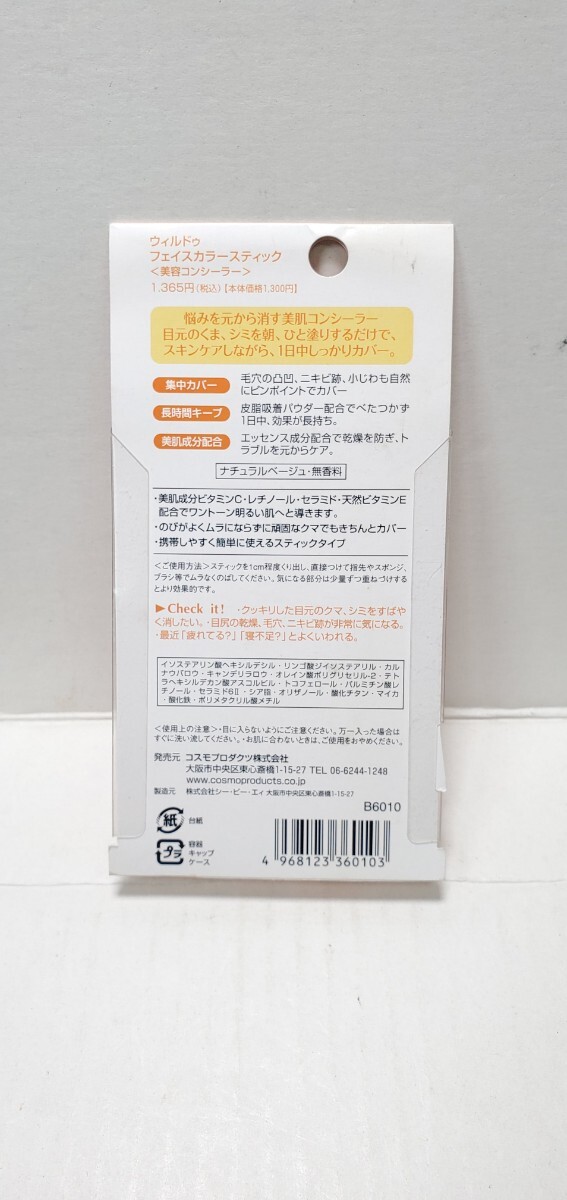 ウィルドゥ
フェイスカラースティック
＜美容コンシーラー＞
1,365円(税込)【本体価格1,300円】
悩みを元から消す美肌コンシーラー
目元のくま、シミを朝、ひと塗りするだけで、
スキンケアしながら、1日中しっかりカバー。
集中カバー
毛穴の凸凹、ニキビ跡、小じわも自然
にピンポイントでカバー
長時間キープ
皮脂吸着パウダー配合でべたつかず
1日中、効果が長持ち。
美肌成分配合
エッセンス成分配合で乾燥を防ぎ、ト
ラブルを元からケア。
ナチュラルベージュ・無香料
・美肌成分ビタミンC・レチノール・セラミド・天然ビタミンE
配合でワントーン明るい肌へと導きます。
・のびがよくムラにならずに頑固なクマでもきちんとカバー
・携帯しやすく簡単に使えるスティックタイプ
＜ご使用方法＞スティックを1cm程度くり出し、直接つけて指先やスポンジ、
ブラシ等でムラなくのばしてください。気になる部分は少量ずつ重ねづけする
とより効果的です。
▶Check it! ・クッキリした目元のクマ、シミをすばや
く消したい。・目尻の乾燥、毛穴、ニキビ跡が非常に気になる。
・最近「疲れてる?」「寝不足?」とよくいわれる。
イソステアリン酸ヘキシルデシル・リンゴ酸ジイソステアリル・カル
ナウバロウ・キャンデリラロウ・オレイン酸ポリグリセリル-2・テト
ラヘキシルデカン酸アスコルビル・トコフェロール・パルミチン酸レ
チノール・セラミド6Ⅱ・シア脂・オリザノール・酸化チタン・マイカ
・酸化鉄・ポリメタクリル酸メチル
＜使用上の注意＞・目に入らないようにご注意ください。万一入った場合は
すぐに洗い流してください。・お肌に合わないときは、ご使用をおやめください。
発売元 コスモプロダクツ株式会社
大阪市中央区東心斎橋1-15-27 TEL 06-6244-1248
www.cosmoproducts.co.jp
製造元 株式会社シー・ビー・エィ 大阪市中央区東心斎橋1-15-27
B6010
紙 台紙
プラ 容器
キャップ
ケース
4 968123 360103